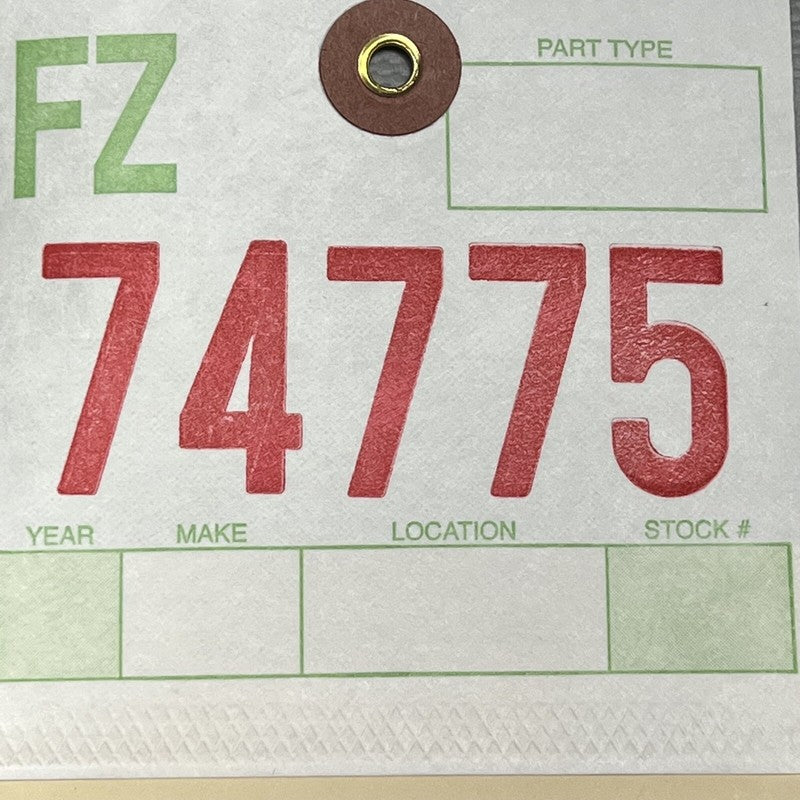 FZ
PART TYPE
74775
YEAR MAKE LOCATION STOCK #